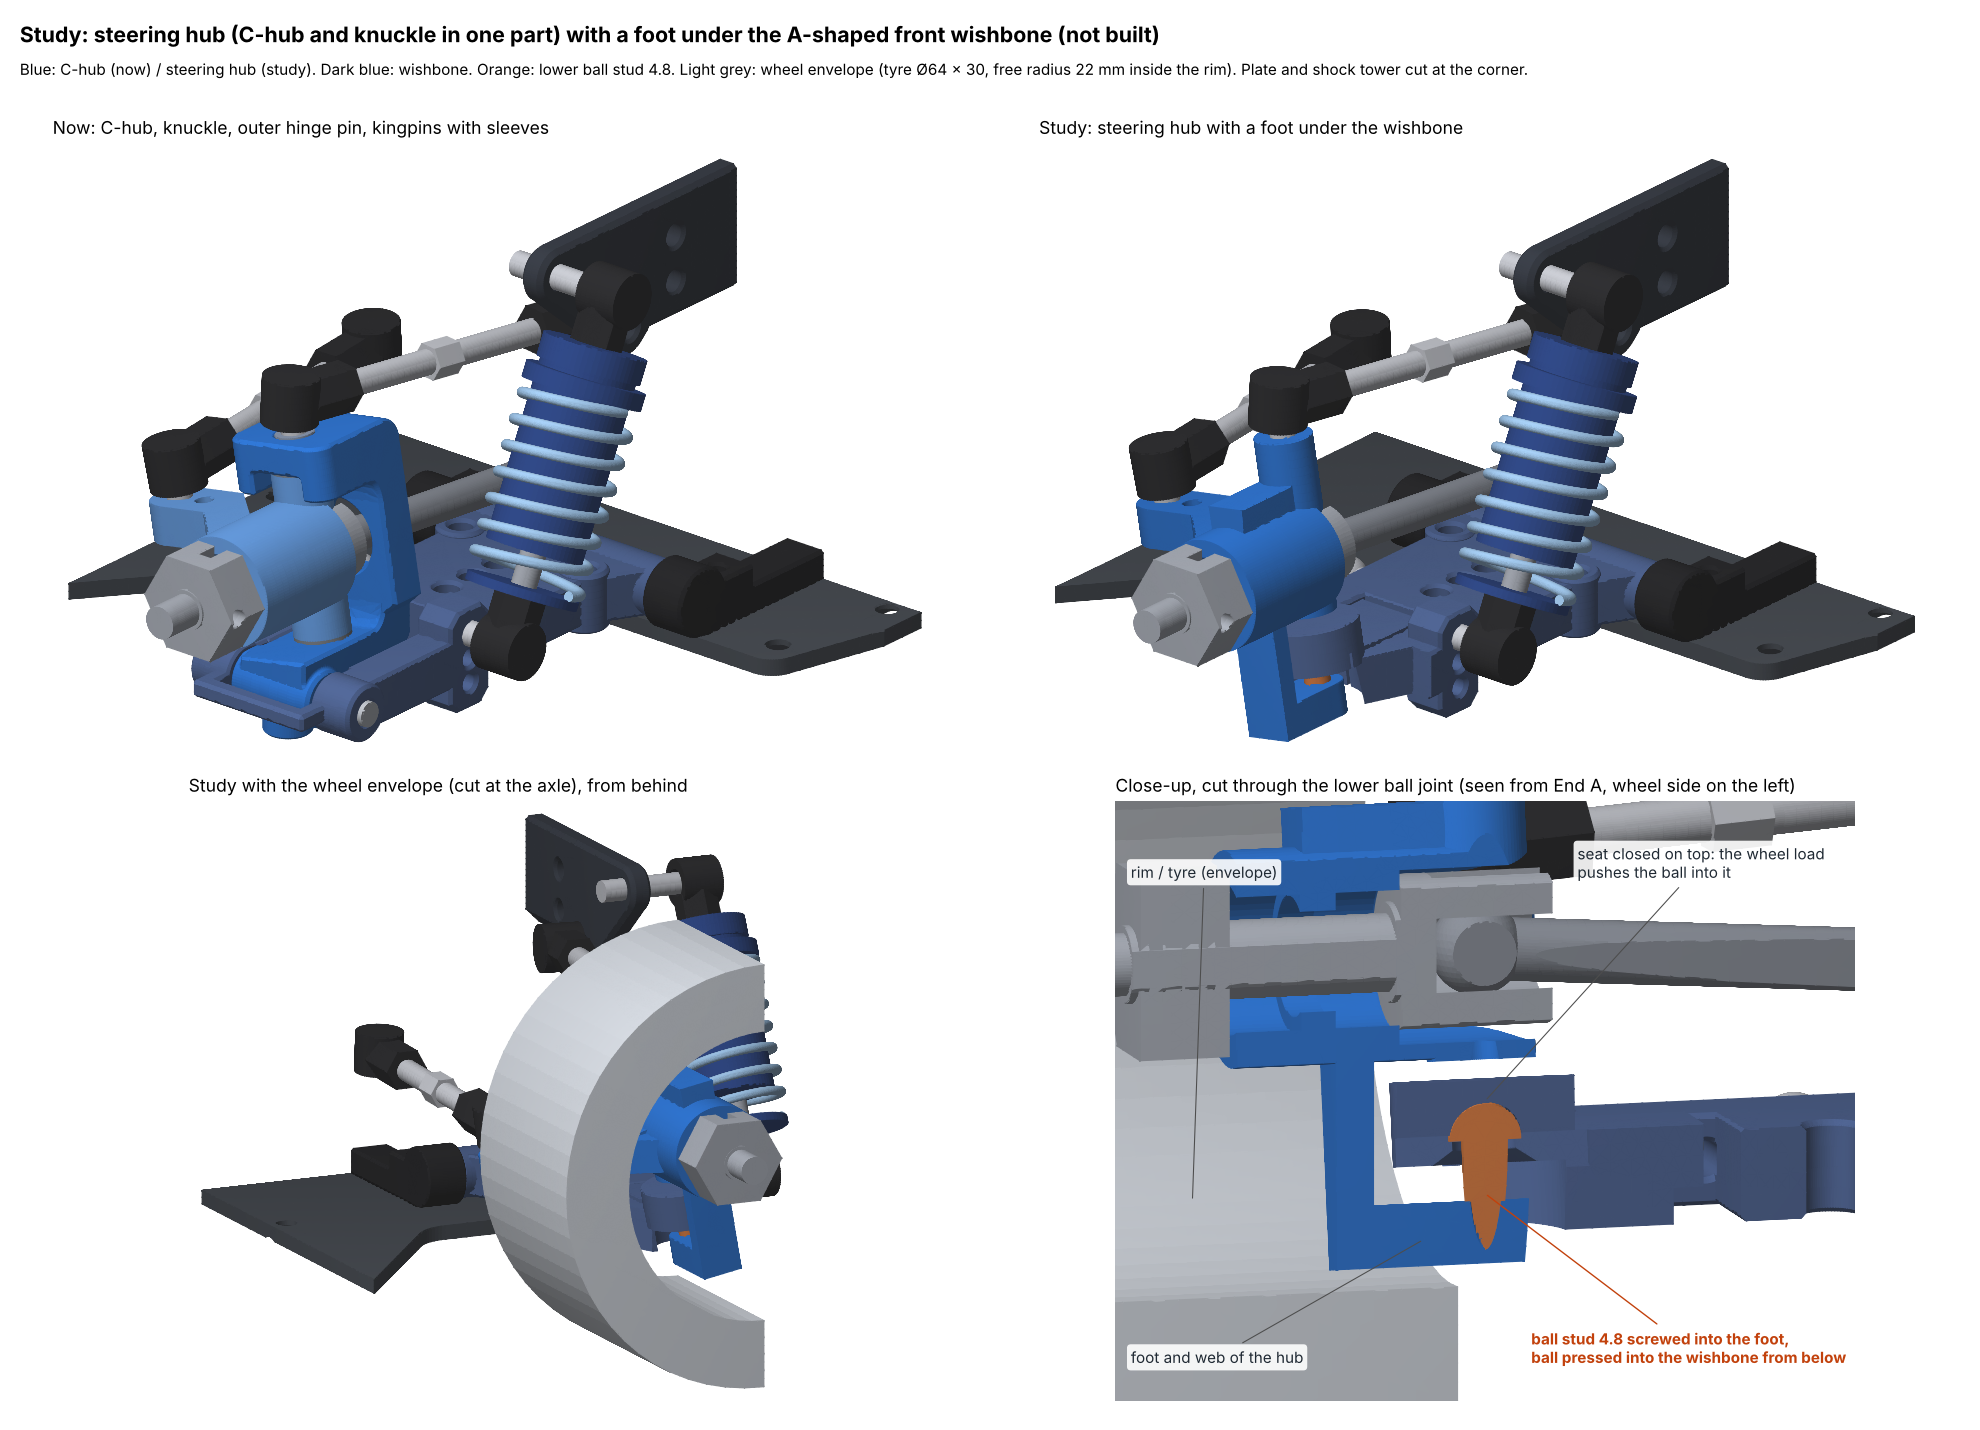 Study: steering hub (C-hub and knuckle in one part) with a foot under the A-shaped front wishbone (not built)
Blue: C-hub (now) / steering hub (study). Dark blue: wishbone. Orange: lower ball stud 4.8. Light grey: wheel envelope (tyre Ø64 × 30, free radius 22 mm inside the rim). Plate and shock tower cut at the corner.
Now: C-hub, knuckle, outer hinge pin, kingpins with sleeves
Study: steering hub with a foot under the wishbone
Study with the wheel envelope (cut at the axle), from behind
Close-up, cut through the lower ball joint (seen from End A, wheel side on the left)
seat closed on top: the wheel load
pushes the ball into it
rim / tyre (envelope)
ball stud 4.8 screwed into the foot,
ball pressed into the wishbone from below
foot and web of the hub